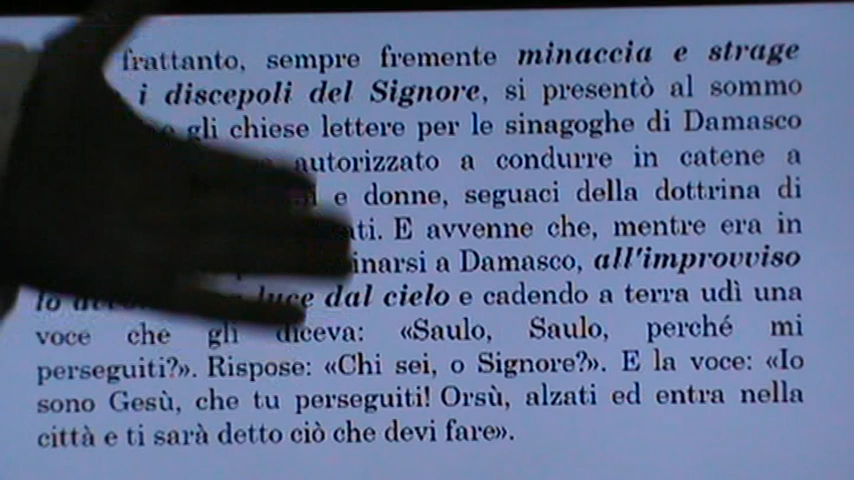 frattanto, sempre fremente minaccia e strage
i discepoli del Signore, si presentò al sommo
gli chiese lettere per le sinagoghe di Damasco
autorizzato a condurre in catene a
e donne, seguaci della dottrina di
E avvenne che, mentre era in
a Damasco, all'improvviso
luce dal cielo e cadendo a terra udì una
voce che gli diceva: «Saulo, Saulo, perché mi
perseguiti?». Rispose: «Chi sei, o Signore?». E la voce: «Io
sono Gesù, che tu perseguiti! Orsù, alzati ed entra nella
città e ti sarà detto ciò che devi fare».